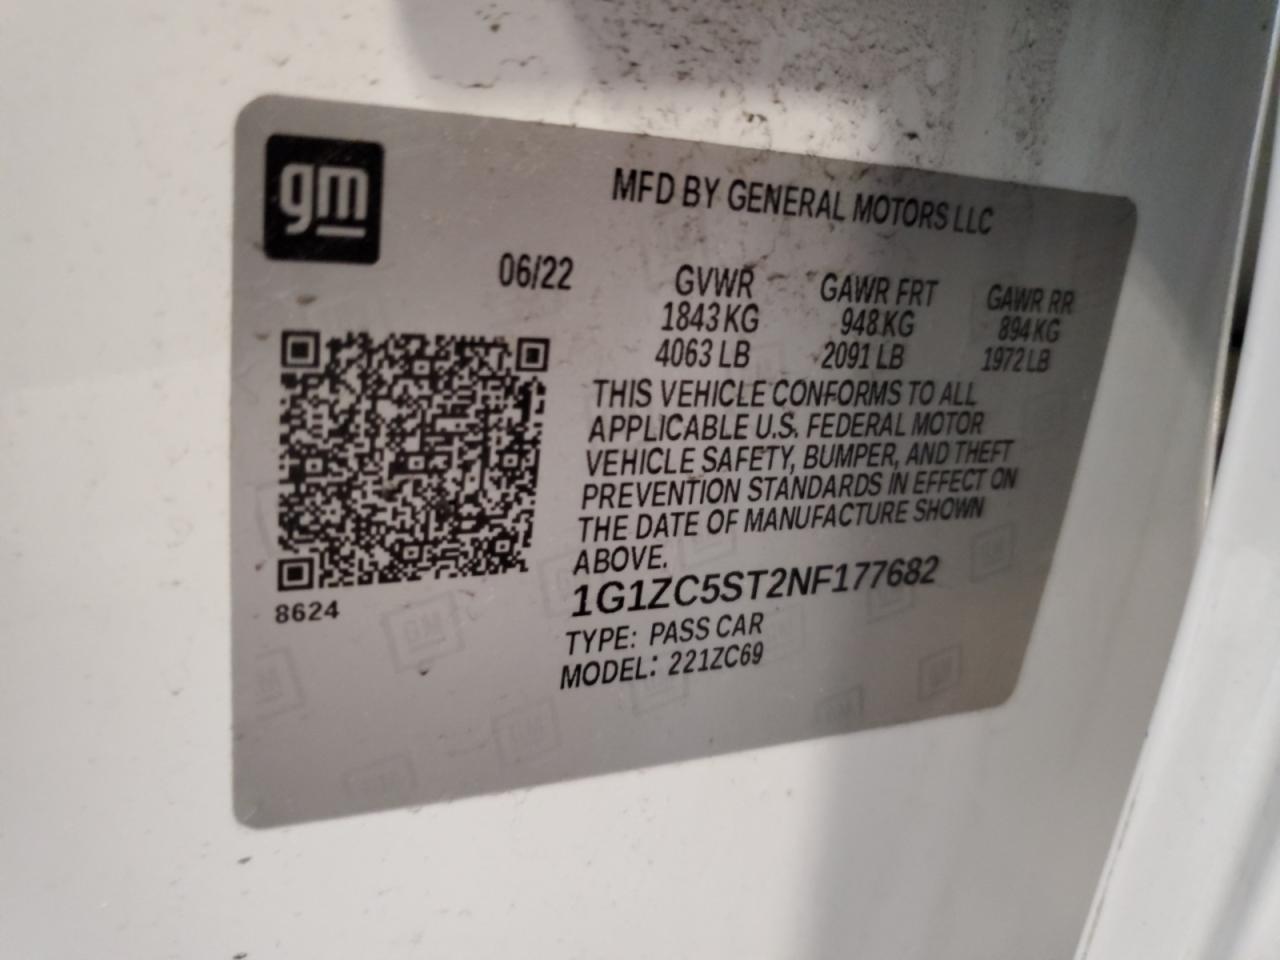 gm
MFD BY GENERAL MOTORS LLC
06/22
GVWR GAWR FRT GAWR RR
1843 KG 948 KG 894 KG
4063 LB 2091 LB 1972 LB
THIS VEHICLE CONFORMS TO ALL
APPLICABLE U.S. FEDERAL MOTOR
VEHICLE SAFETY, BUMPER, AND THEFT
PREVENTION STANDARDS IN EFFECT ON
THE DATE OF MANUFACTURE SHOWN
ABOVE.
1G1ZC5ST2NF177682
8624
TYPE: PASS CAR
MODEL: 221ZC69